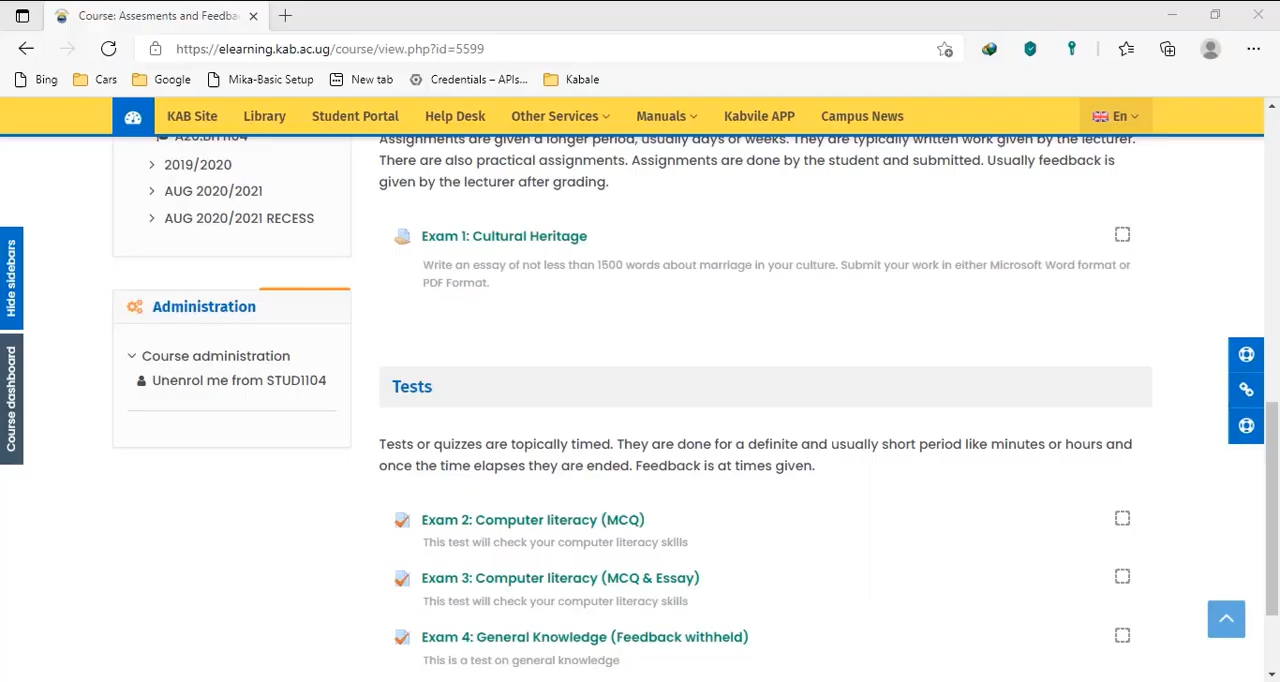 Course: Assesments and Feedba
https://elearning.kab.ac.ug/course/view.php?id=5599
Bing
Cars
Google
Mika-Basic Setup
New tab
Credentials – APIs...
Kabale
KAB Site
Library
Student Portal
Help Desk
Other Services
Manuals
Kabvile APP
Campus News
En
A20.BIT1104
2019/2020
AUG 2020/2021
AUG 2020/2021 RECESS
Hide sidebars
Course dashboard
Administration
Course administration
Unenrol me from STUD1104
Assignments are given a longer period, usually days or weeks. They are typically written work given by the lecturer.
There are also practical assignments. Assignments are done by the student and submitted. Usually feedback is
given by the lecturer after grading.
Exam 1: Cultural Heritage
Write an essay of not less than 1500 words about marriage in your culture. Submit your work in either Microsoft Word format or
PDF Format.
Tests
Tests or quizzes are topically timed. They are done for a definite and usually short period like minutes or hours and
once the time elapses they are ended. Feedback is at times given.
Exam 2: Computer literacy (MCQ)
This test will check your computer literacy skills
Exam 3: Computer literacy (MCQ & Essay)
This test will check your computer literacy skills
Exam 4: General Knowledge (Feedback withheld)
This is a test on general knowledge